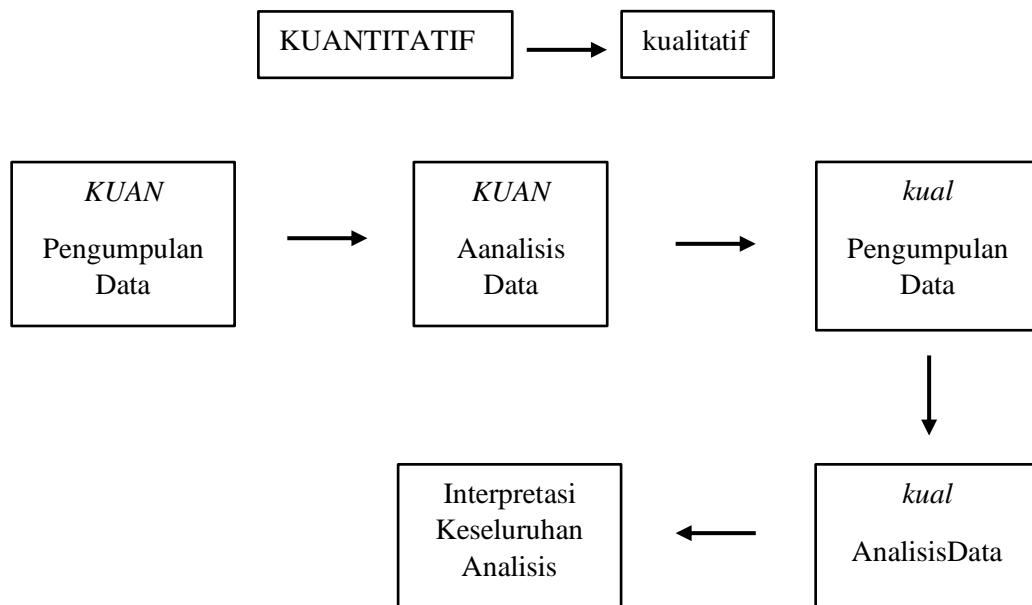 KUANTITATIF
kualitatif
KUAN
Pengumpulan
Data
KUAN
Aanalisis
Data
kual
Pengumpulan
Data
Interpretasi
Keseluruhan
Analisis
kual
AnalisisData